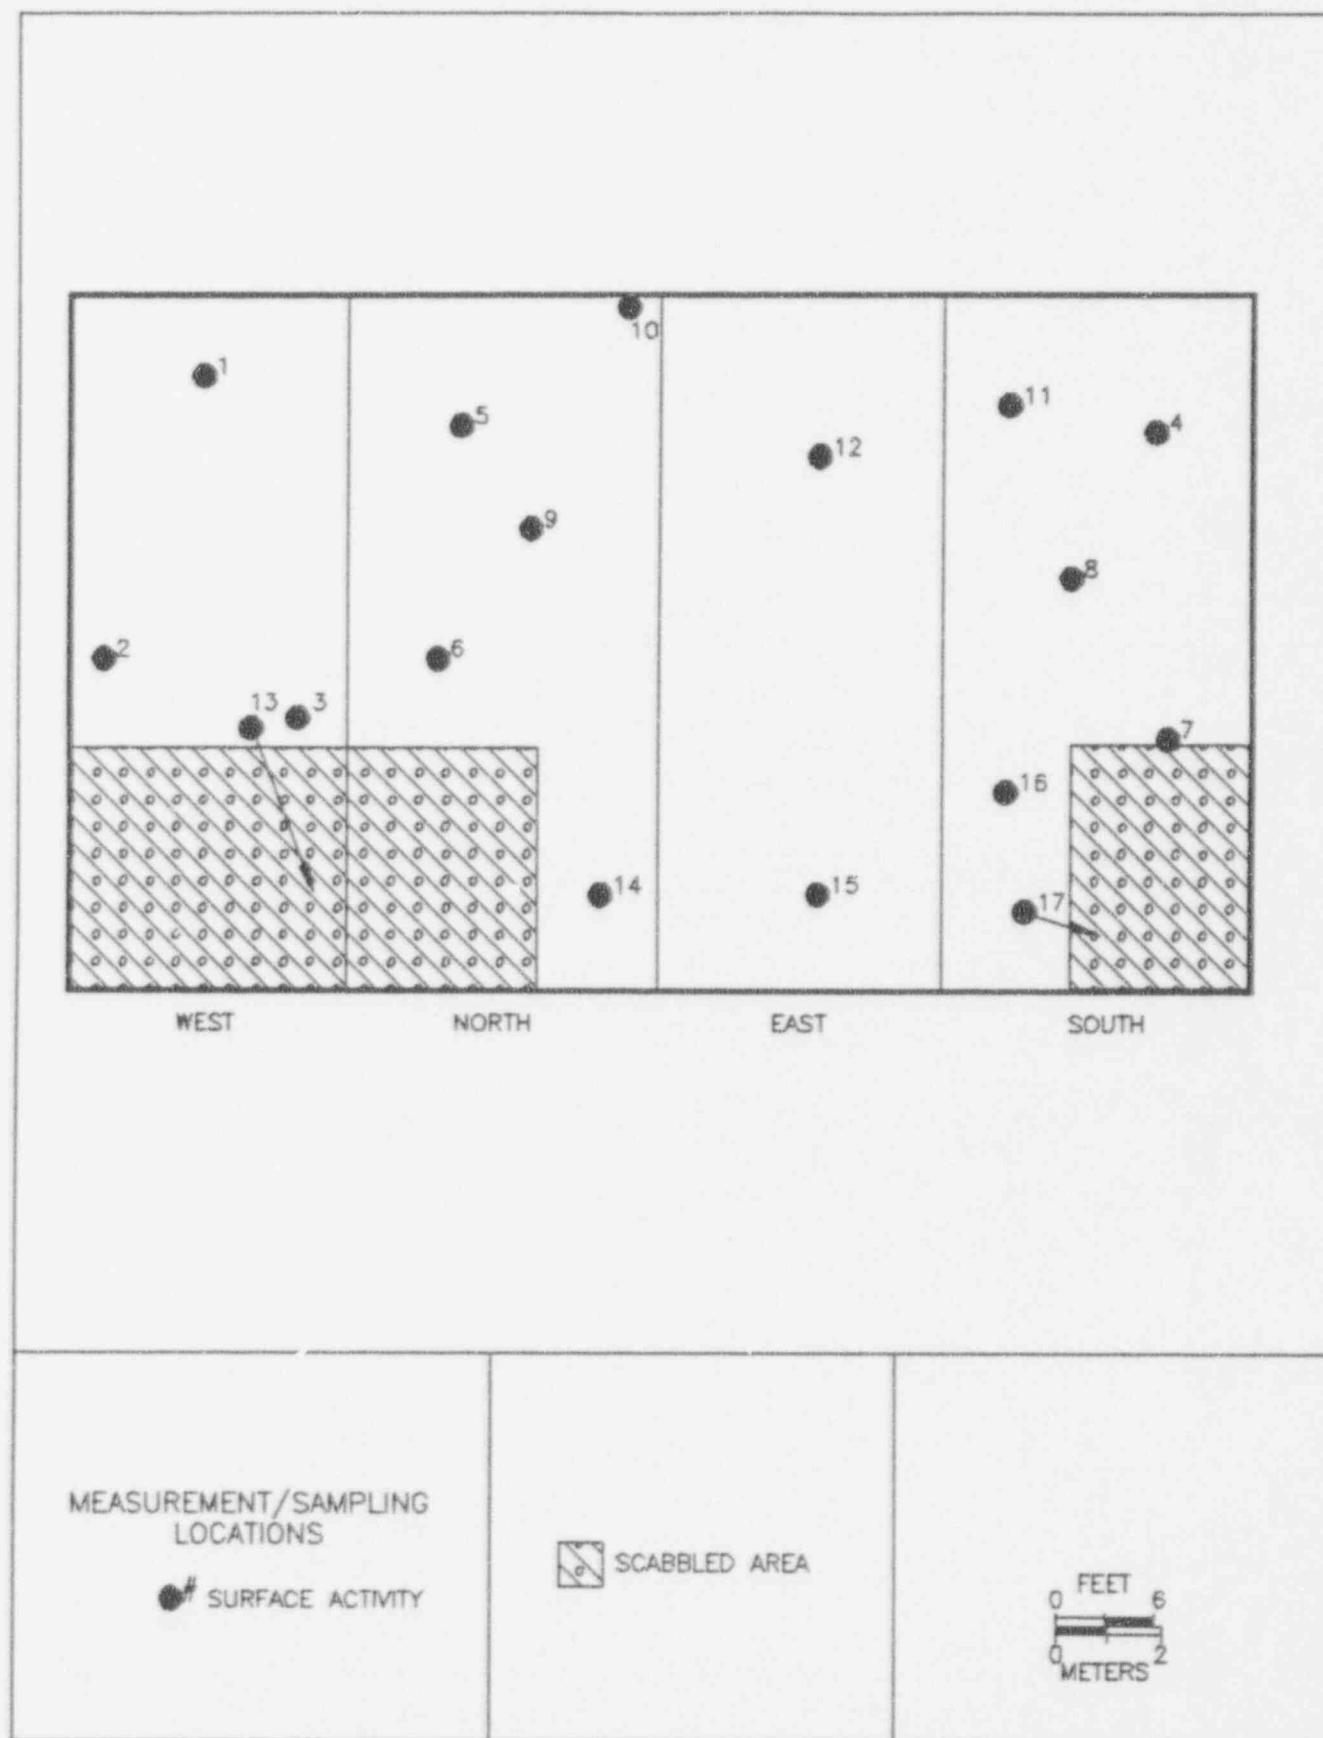 10
1
5
11
4
12
9
8
2
6
13
3
7
16
14
15
17
WEST
NORTH
EAST
SOUTH
MEASUREMENT/SAMPLING
LOCATIONS
# SURFACE ACTIVITY
SCABBLED AREA
FEET
0 6
0 2
METERS